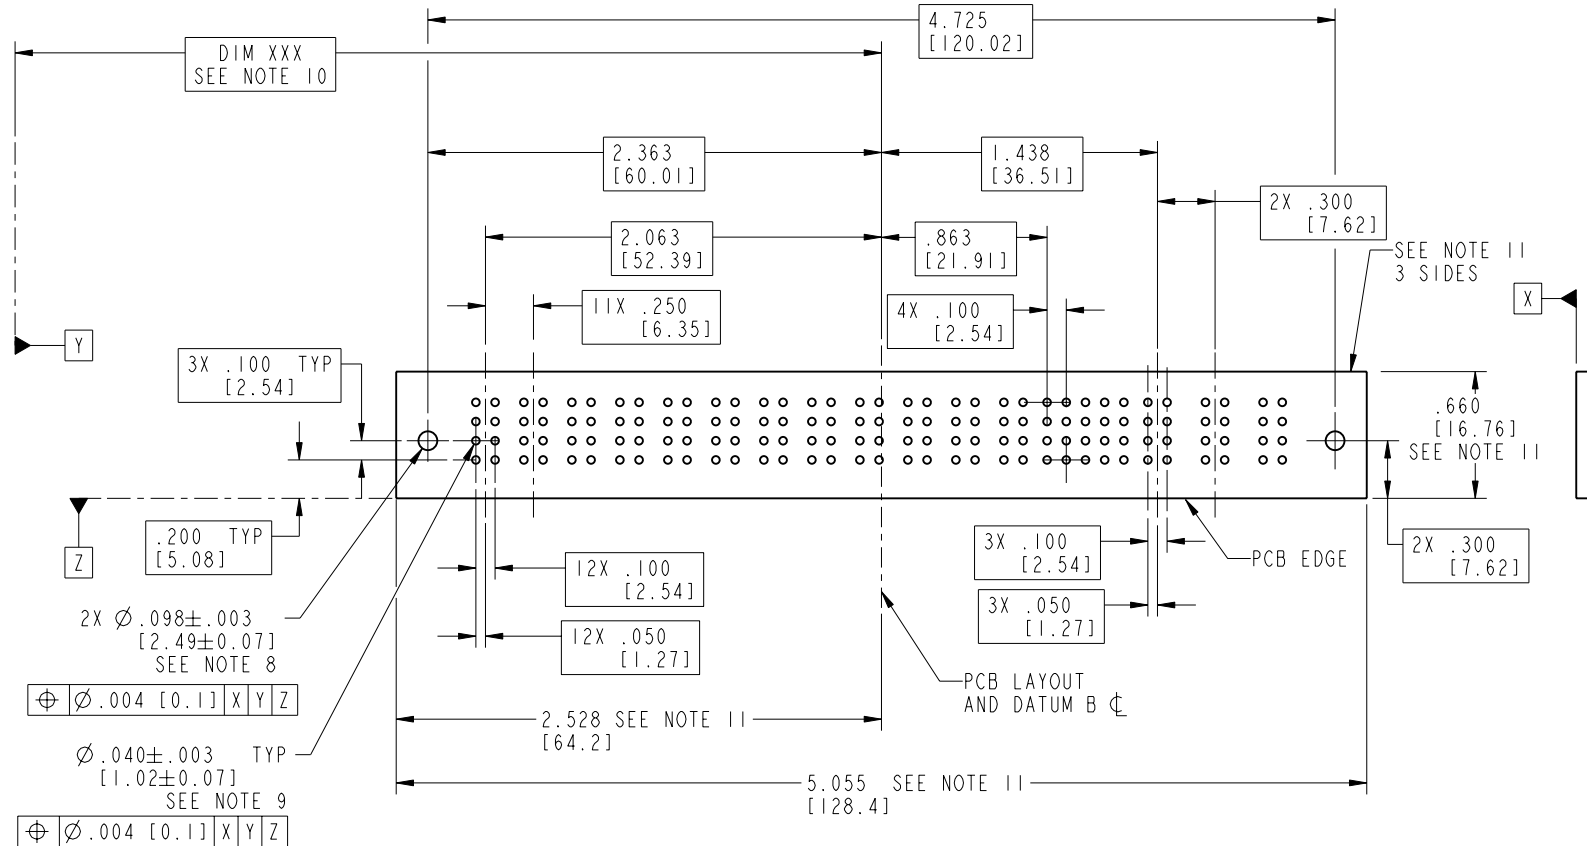 4.725
[120.02]
DIM XXX
SEE NOTE 10
2.363
[60.01]
1.438
[36.51]
2X .300
[7.62]
2.063
[52.39]
.863
[21.91]
SEE NOTE 11
3 SIDES
11X .250
[6.35]
4X .100
[2.54]
X
Y
3X .100 TYP
[2.54]
.660
[16.76]
SEE NOTE 11
.200 TYP
[5.08]
Z
3X .100
[2.54]
PCB EDGE
2X .300
[7.62]
12X .100
[2.54]
3X .050
[1.27]
2X Ø .098±.003
[2.49±0.07]
SEE NOTE 8
12X .050
[1.27]
⌖ Ø.004 [0.1] X Y Z
PCB LAYOUT
AND DATUM B ℄
2.528 SEE NOTE 11
[64.2]
Ø.040±.003 TYP
[1.02±0.07]
SEE NOTE 9
5.055 SEE NOTE 11
[128.4]
⌖ Ø.004 [0.1] X Y Z